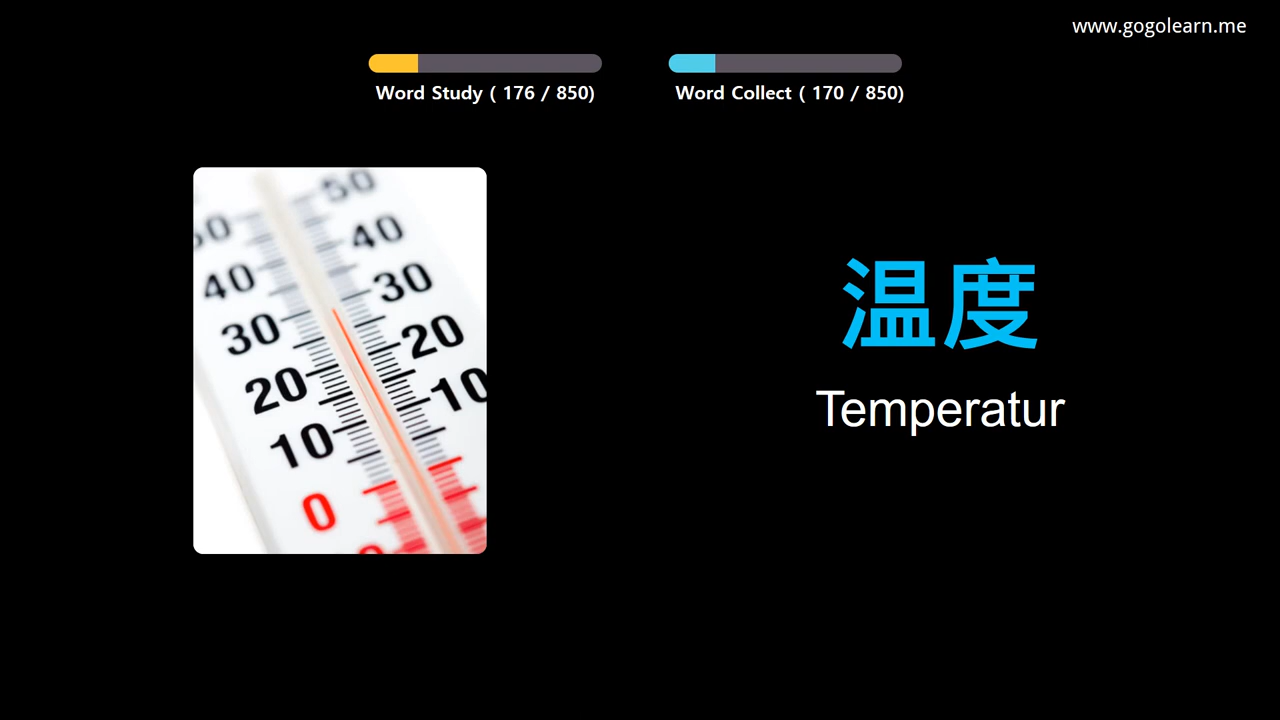 www.gogolearn.me
Word Study ( 176 / 850)
Word Collect ( 170 / 850)
50
50
40
40
30
30
20
20
10
10
0
温度
Temperatur